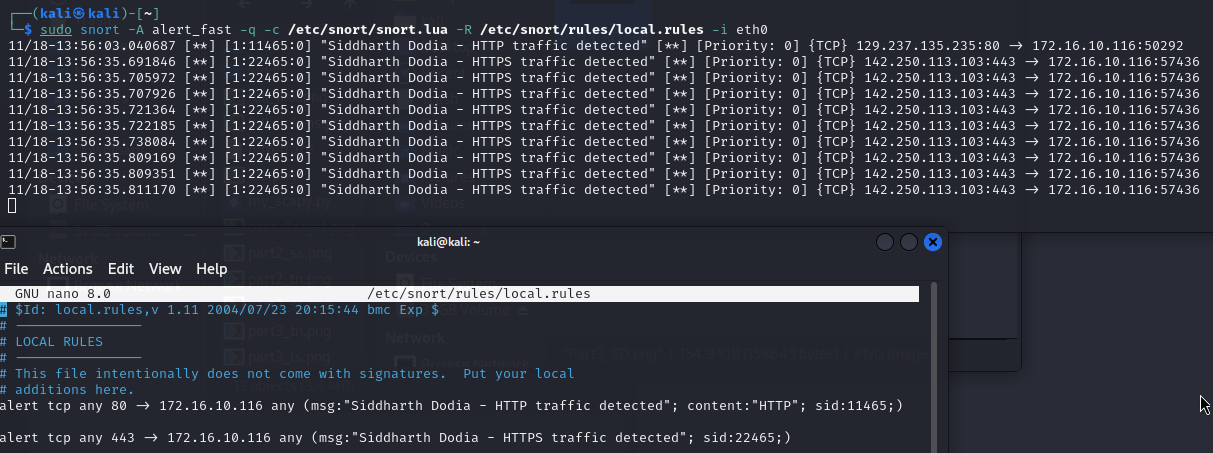 ┌──(kali㉿kali)-[~]
└─$ sudo snort -A alert_fast -q -c /etc/snort/snort.lua -R /etc/snort/rules/local.rules -i eth0
11/18-13:56:03.040687 [**] [1:11465:0] "Siddharth Dodia - HTTP traffic detected" [**] [Priority: 0] {TCP} 129.237.135.235:80 → 172.16.10.116:50292
11/18-13:56:35.691846 [**] [1:22465:0] "Siddharth Dodia - HTTPS traffic detected" [**] [Priority: 0] {TCP} 142.250.113.103:443 → 172.16.10.116:57436
11/18-13:56:35.705972 [**] [1:22465:0] "Siddharth Dodia - HTTPS traffic detected" [**] [Priority: 0] {TCP} 142.250.113.103:443 → 172.16.10.116:57436
11/18-13:56:35.707926 [**] [1:22465:0] "Siddharth Dodia - HTTPS traffic detected" [**] [Priority: 0] {TCP} 142.250.113.103:443 → 172.16.10.116:57436
11/18-13:56:35.721364 [**] [1:22465:0] "Siddharth Dodia - HTTPS traffic detected" [**] [Priority: 0] {TCP} 142.250.113.103:443 → 172.16.10.116:57436
11/18-13:56:35.722185 [**] [1:22465:0] "Siddharth Dodia - HTTPS traffic detected" [**] [Priority: 0] {TCP} 142.250.113.103:443 → 172.16.10.116:57436
11/18-13:56:35.738084 [**] [1:22465:0] "Siddharth Dodia - HTTPS traffic detected" [**] [Priority: 0] {TCP} 142.250.113.103:443 → 172.16.10.116:57436
11/18-13:56:35.809169 [**] [1:22465:0] "Siddharth Dodia - HTTPS traffic detected" [**] [Priority: 0] {TCP} 142.250.113.103:443 → 172.16.10.116:57436
11/18-13:56:35.809351 [**] [1:22465:0] "Siddharth Dodia - HTTPS traffic detected" [**] [Priority: 0] {TCP} 142.250.113.103:443 → 172.16.10.116:57436
11/18-13:56:35.811170 [**] [1:22465:0] "Siddharth Dodia - HTTPS traffic detected" [**] [Priority: 0] {TCP} 142.250.113.103:443 → 172.16.10.116:57436
File System
my_scapy.py
Videos
kali@kali: ~
File Actions Edit View Help
GNU nano 8.0 /etc/snort/rules/local.rules
# $Id: local.rules,v 1.11 2004/07/23 20:15:44 bmc Exp $
# ----------------
# LOCAL RULES
# ----------------
# This file intentionally does not come with signatures. Put your local
# additions here.
alert tcp any 80 → 172.16.10.116 any (msg:"Siddharth Dodia - HTTP traffic detected"; content:"HTTP"; sid:11465;)
alert tcp any 443 → 172.16.10.116 any (msg:"Siddharth Dodia - HTTPS traffic detected"; sid:22465;)
Network
part2_ss.png
Devices
part3_ts.png